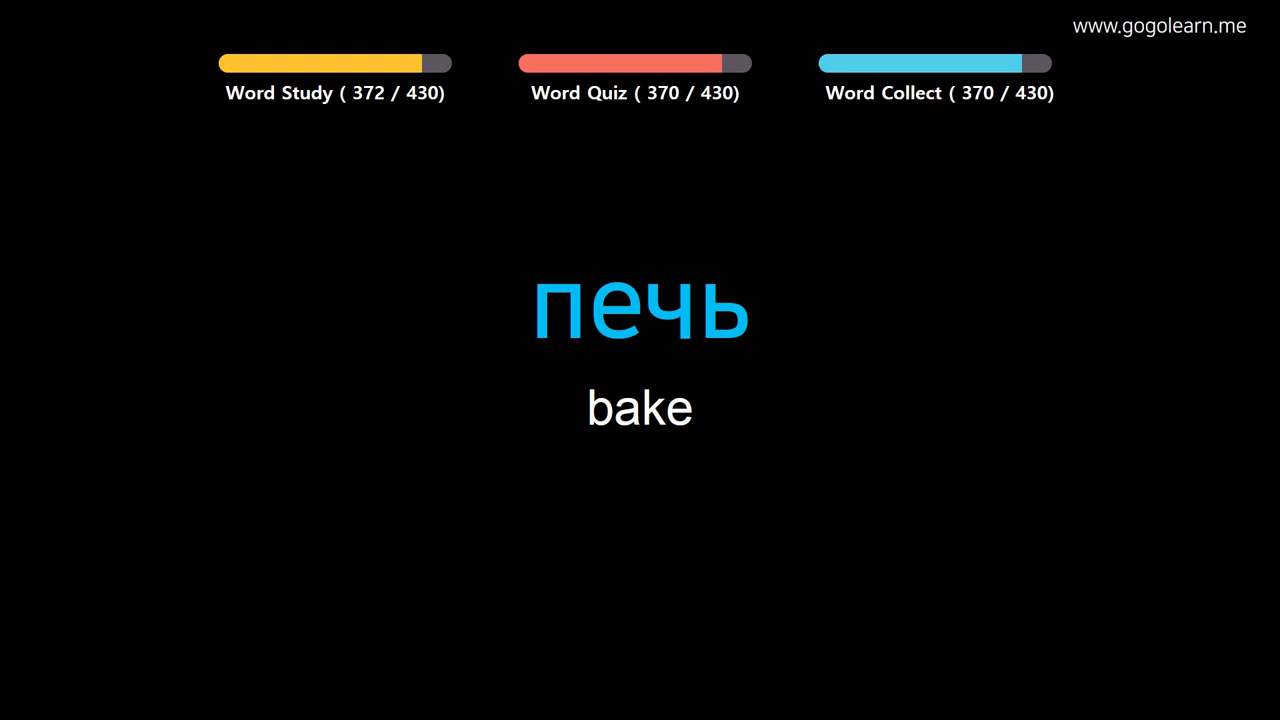 www.gogolearn.me
Word Study ( 372 / 430)
Word Quiz ( 370 / 430)
Word Collect ( 370 / 430)
печь
bake